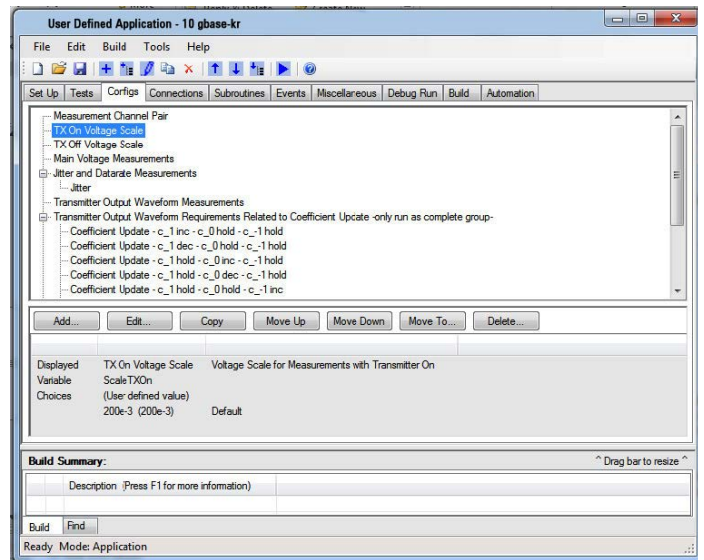 User Defined Application - 10 gbase-kr
File Edit Build Tools Help
Set Up Tests Configs Connections Subroutines Events Miscellaneous Debug Run Build Automation
Measurement Channel Pair
TX On Voltage Scale
TX Off Voltage Scale
Main Voltage Measurements
Jitter and Datarate Measurements
Jitter
Transmitter Output Waveform Measurements
Transmitter Output Waveform Requirements Related to Coefficient Upcate -only run as complete group-
Coefficient Update - c_1 inc - c_0 hold - c_-1 hold
Coefficient Update - c_1 dec - c_0 hold - c_-1 hold
Coefficient Update - c_1 hold - c_0 inc - c_-1 hold
Coefficient Update - c_1 hold - c_0 dec - c_-1 hold
Coefficient Update - c_1 hold - c_0 hold - c_-1 inc
Add... Edit... Copy Move Up Move Down Move To... Delete...
Displayed TX On Voltage Scale Voltage Scale for Measurements with Transmitter On
Variable ScaleTXOn
Choices (User defined value)
200e-3 (200e-3) Default
Build Summary: ^ Drag bar to resize ^
Description (Press F1 for more information)
Build Find
Ready Mode: Application